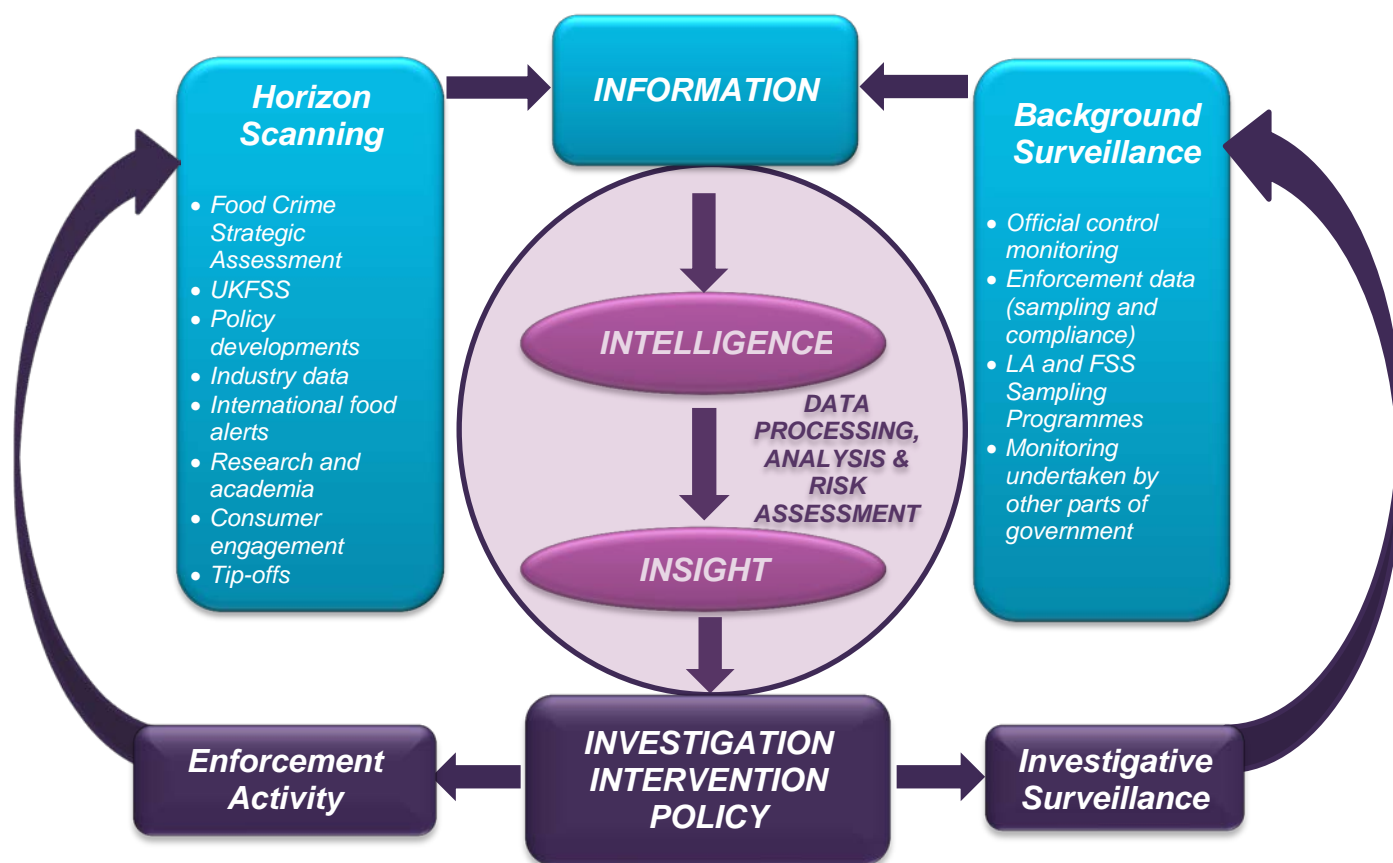 Horizon
Scanning
• Food Crime
Strategic
Assessment
• UKFSS
• Policy
developments
• Industry data
• International food
alerts
• Research and
academia
• Consumer
engagement
• Tip-offs
INFORMATION
Background
Surveillance
• Official control
monitoring
• Enforcement data
(sampling and
compliance)
• LA and FSS
Sampling
Programmes
• Monitoring
undertaken by
other parts of
government
INTELLIGENCE
DATA
PROCESSING,
ANALYSIS &
RISK
ASSESSMENT
INSIGHT
Enforcement
Activity
INVESTIGATION
INTERVENTION
POLICY
Investigative
Surveillance